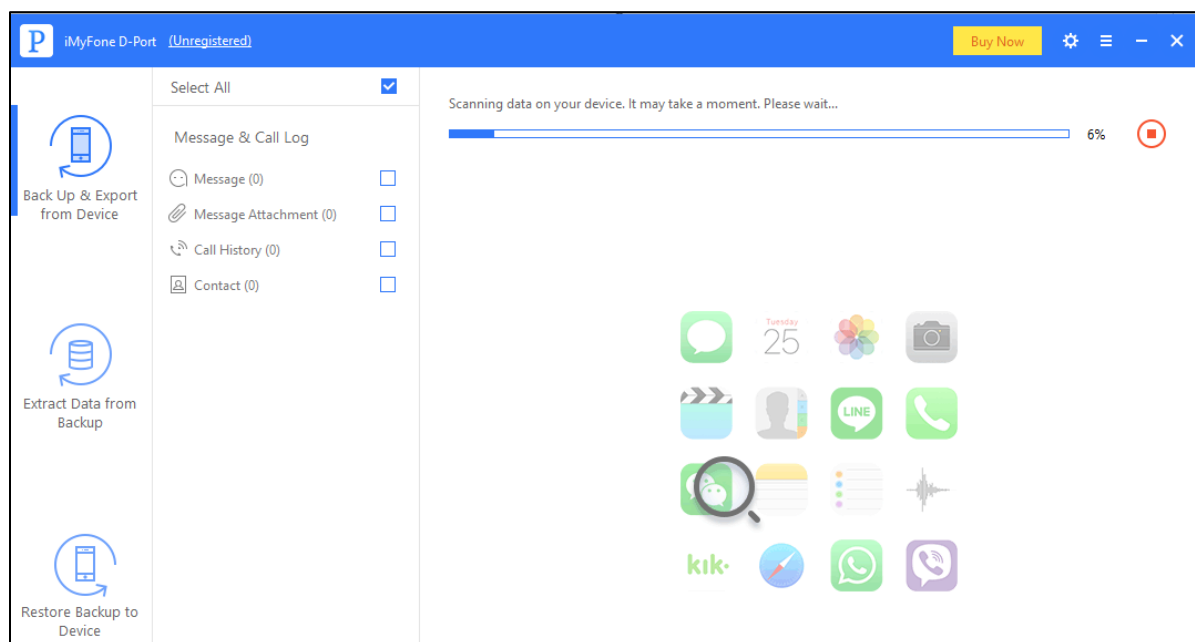 P iMyFone D-Port (Unregistered) Buy Now
Select All
Message & Call Log
Message (0)
Message Attachment (0)
Call History (0)
Contact (0)
Back Up & Export
from Device
Extract Data from
Backup
Restore Backup to
Device
Scanning data on your device. It may take a moment. Please wait...
6%
Tuesday
25
LINE
kik·